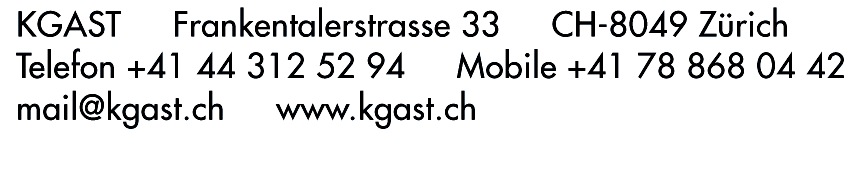 KGAST Frankentalerstrasse 33 CH-8049 Zürich
Telefon +41 44 312 52 94 Mobile +41 78 868 04 42
mail@kgast.ch www.kgast.ch